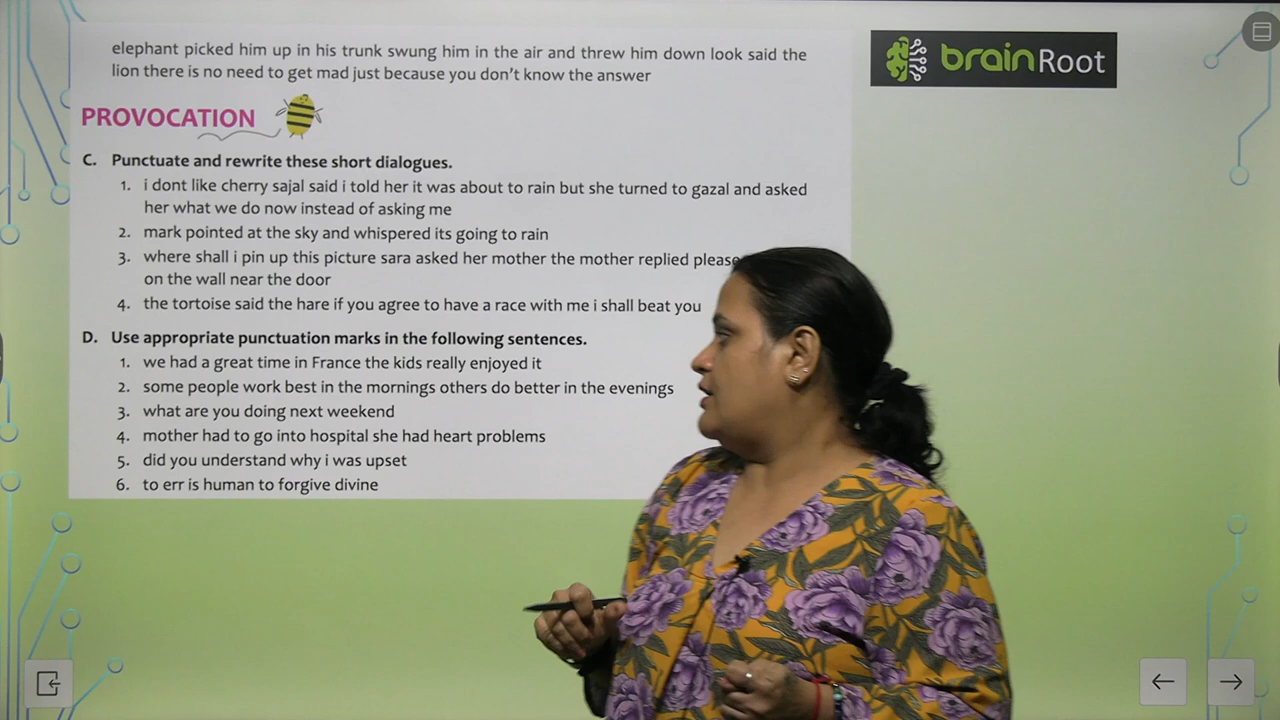 elephant picked him up in his trunk swung him in the air and threw him down look said the
lion there is no need to get mad just because you don't know the answer
brainRoot
PROVOCATION
C. Punctuate and rewrite these short dialogues.
1. i dont like cherry sajal said i told her it was about to rain but she turned to gazal and asked
her what we do now instead of asking me
2. mark pointed at the sky and whispered its going to rain
3. where shall i pin up this picture sara asked her mother the mother replied please
on the wall near the door
4. the tortoise said the hare if you agree to have a race with me i shall beat you
D. Use appropriate punctuation marks in the following sentences.
1. we had a great time in France the kids really enjoyed it
2. some people work best in the mornings others do better in the evenings
3. what are you doing next weekend
4. mother had to go into hospital she had heart problems
5. did you understand why i was upset
6. to err is human to forgive divine